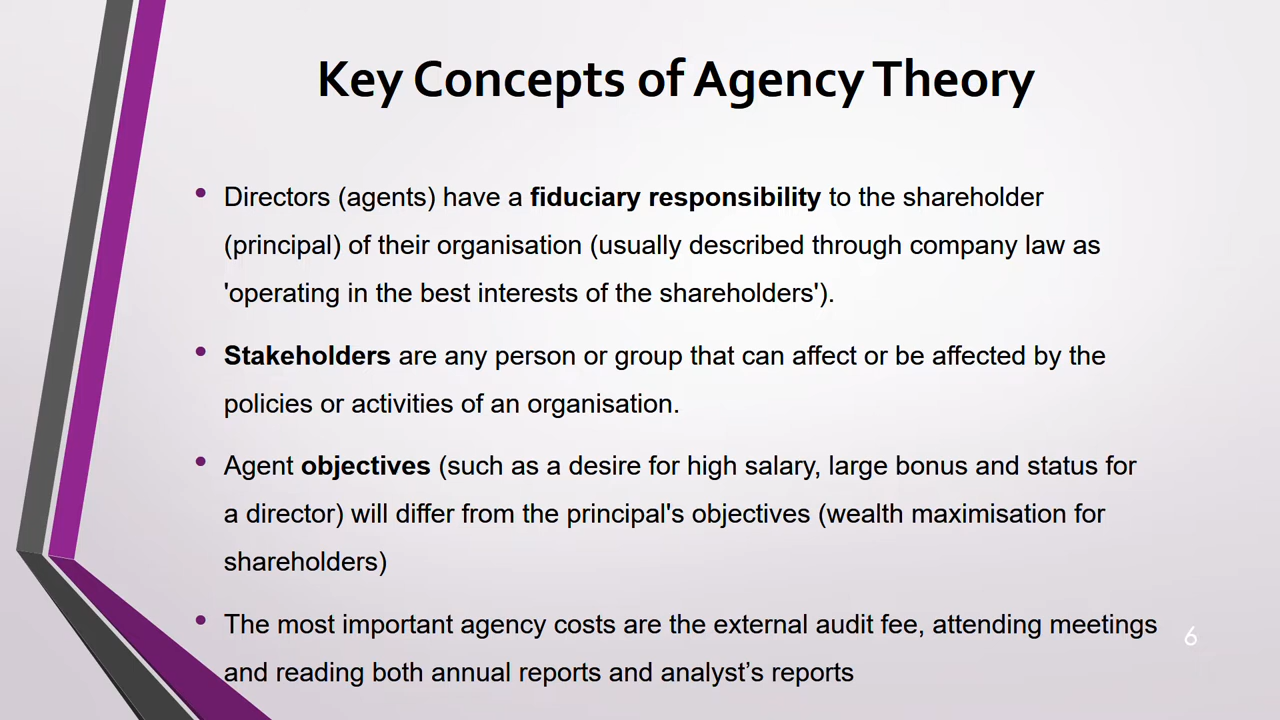 Key Concepts of Agency Theory
• Directors (agents) have a fiduciary responsibility to the shareholder
(principal) of their organisation (usually described through company law as
'operating in the best interests of the shareholders').
• Stakeholders are any person or group that can affect or be affected by the
policies or activities of an organisation.
• Agent objectives (such as a desire for high salary, large bonus and status for
a director) will differ from the principal's objectives (wealth maximisation for
shareholders)
• The most important agency costs are the external audit fee, attending meetings
and reading both annual reports and analyst’s reports
6